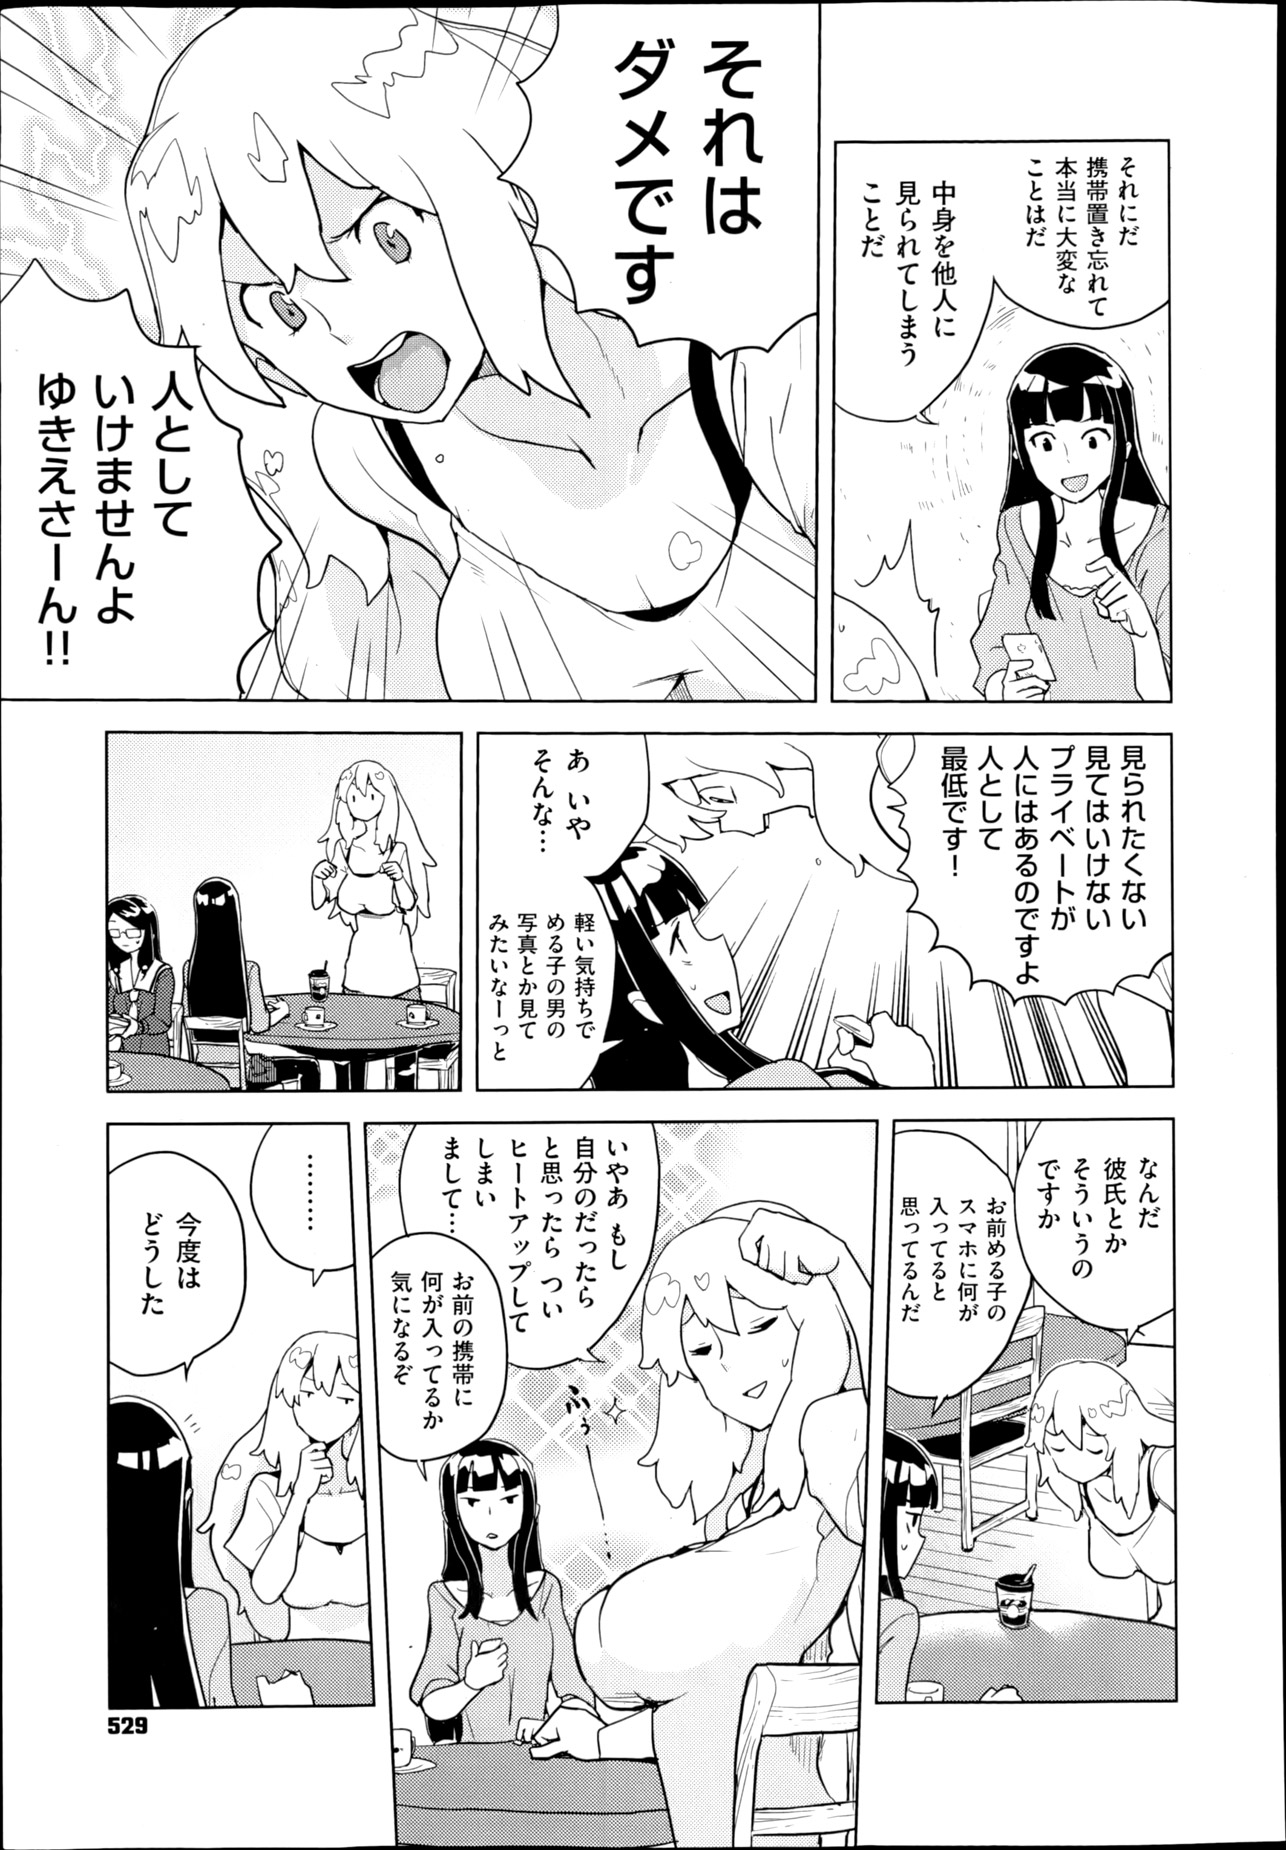 それにだ
携帯置き忘れて
本当に大変な
ことはだ
中身を他人に
見られてしまう
ことだ
それは
ダメです
人として
いけませんよ
ゆきえさーん!!
見られたくない
見てはいけない
プライベートが
人にはあるのですよ
人として
最低です!
あ いや
そんな…
軽い気持ちで
める子の男の
写真とか見て
みたいなーっと
なんだ
彼氏とか
そういうの
ですか
お前める子の
スマホに何が
入ってると
思ってるんだ
いやあ もし
自分のだったら
と思ったら つい
ヒートアップして
しまい
まして…
お前の携帯に
何が入ってるか
気になるぞ
ふぅー…
………
今度は
どうした
529